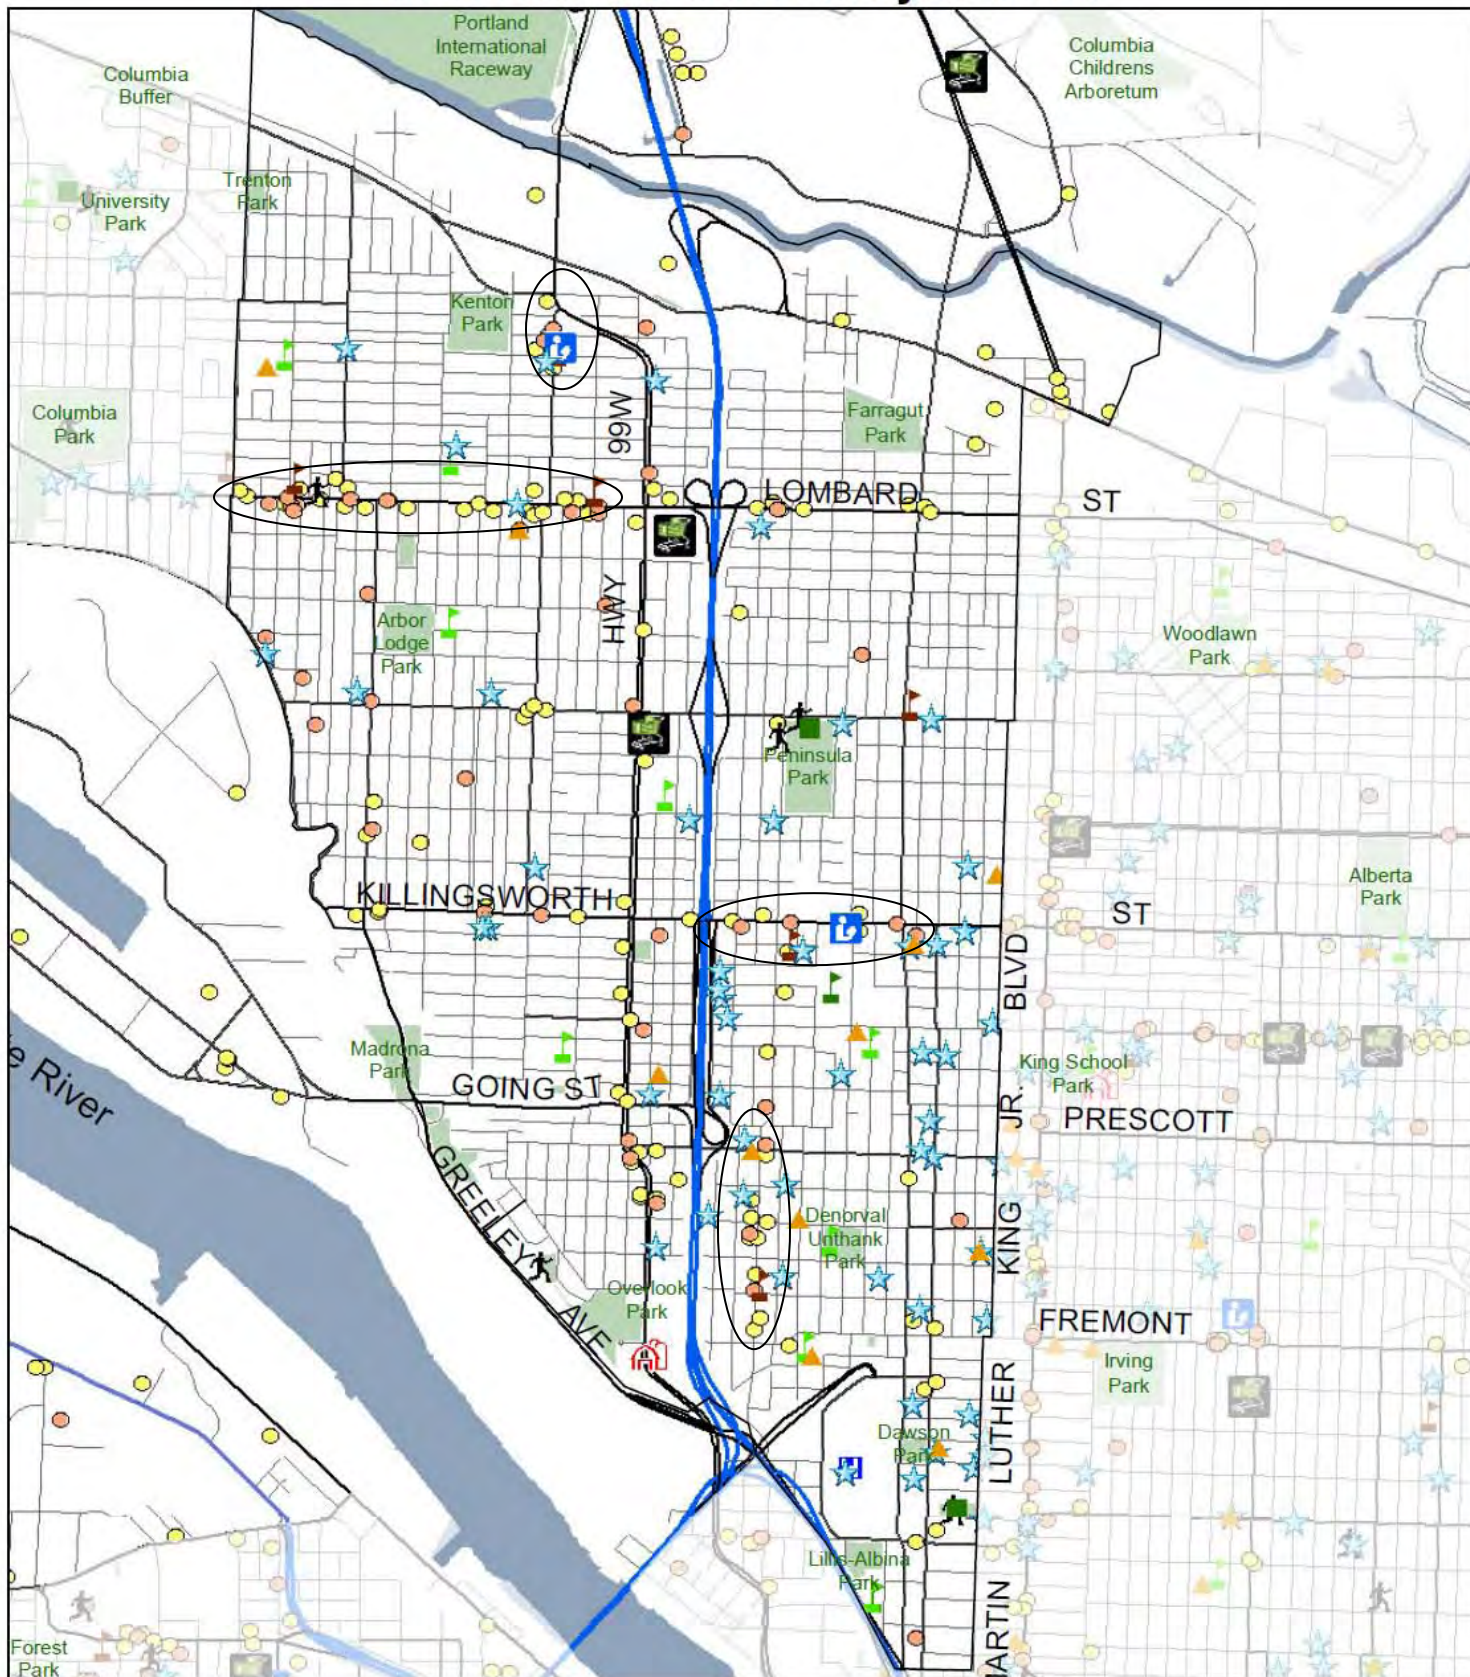 Portland
International
Raceway
Columbia
Childrens
Arboretum
Columbia
Buffer
Trenton
Park
University
Park
Kenton
Park
99W
Columbia
Park
Farragut
Park
LOMBARD
ST
HWY
Arbor
Lodge
Park
Woodlawn
Park
Peninsula
Park
KILLINGSWORTH
ST
Alberta
Park
BLVD
Madrona
Park
GOING ST
King School
Park
JR.
PRESCOTT
e River
GREELEY
AVE
Denorval
Unthank
Park
KING
Overlook
Park
FREMONT
Irving
Park
LUTHER
Dawson
Park
Lillis-Albina
Park
MARTIN
Forest
Park